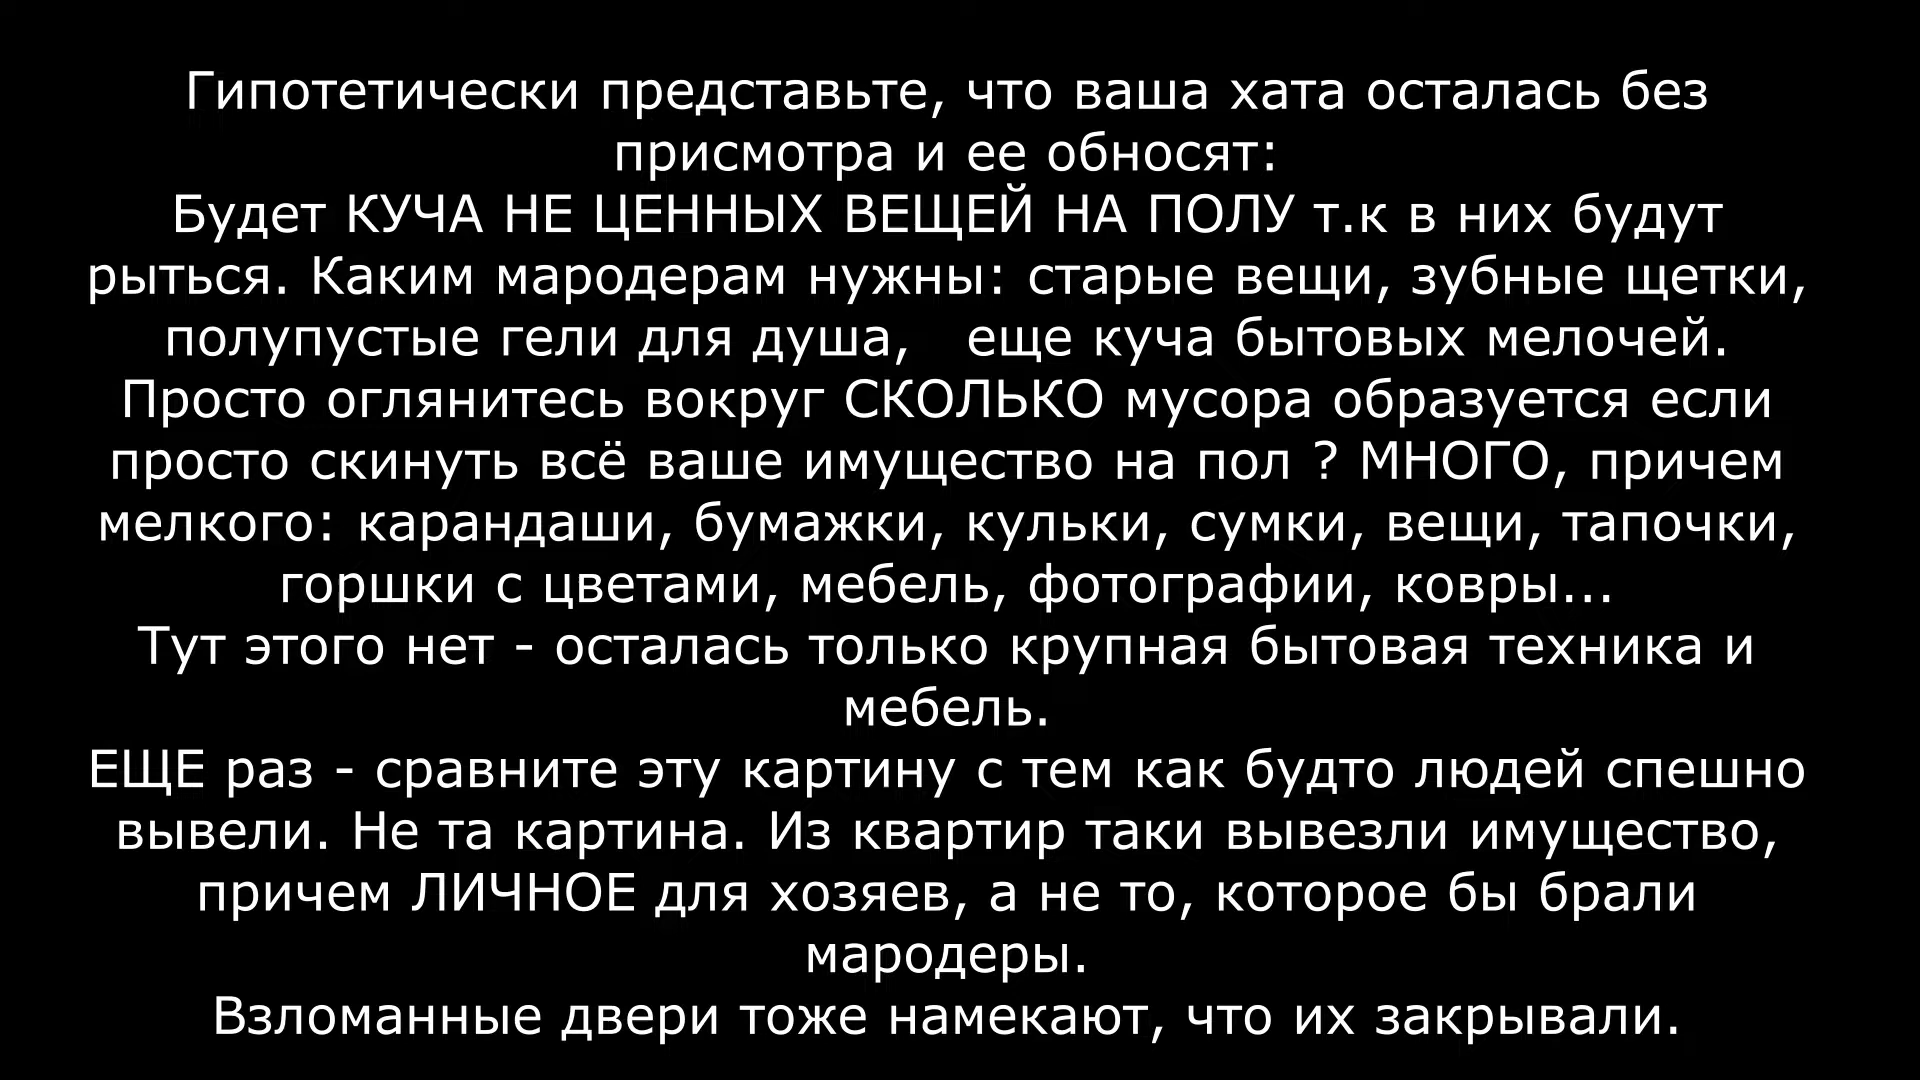 Гипотетически представьте, что ваша хата осталась без
присмотра и ее обносят:
Будет КУЧА НЕ ЦЕННЫХ ВЕЩЕЙ НА ПОЛУ т.к в них будут
рыться. Каким мародерам нужны: старые вещи, зубные щетки,
полупустые гели для душа, еще куча бытовых мелочей.
Просто оглянитесь вокруг СКОЛЬКО мусора образуется если
просто скинуть всё ваше имущество на пол ? МНОГО, причем
мелкого: карандаши, бумажки, кульки, сумки, вещи, тапочки,
горшки с цветами, мебель, фотографии, ковры...
Тут этого нет - осталась только крупная бытовая техника и
мебель.
ЕЩЕ раз - сравните эту картину с тем как будто людей спешно
вывели. Не та картина. Из квартир таки вывезли имущество,
причем ЛИЧНОЕ для хозяев, а не то, которое бы брали
мародеры.
Взломанные двери тоже намекают, что их закрывали.